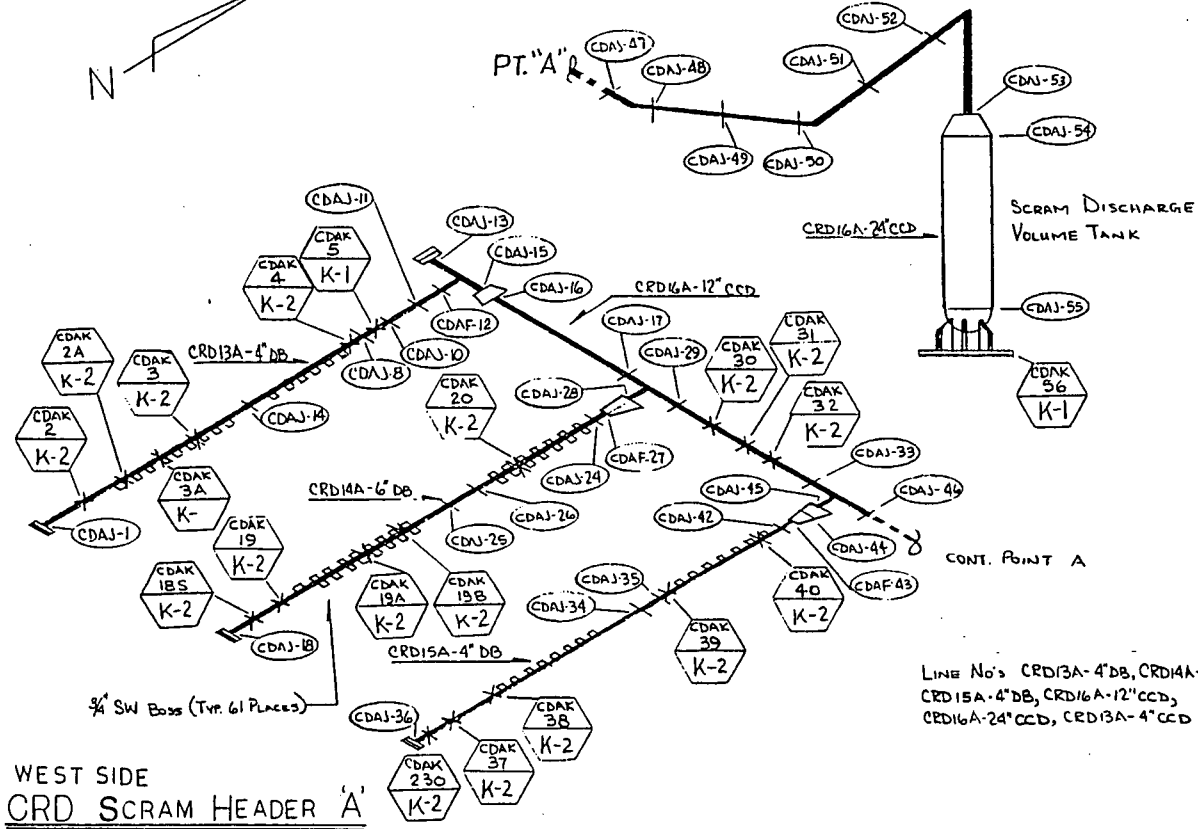 N
PT. "A"
CDAJ-47
CDAJ-48
CDAJ-49
CDAJ-50
CDAJ-51
CDAJ-52
CDAJ-53
CDAJ-54
SCRAM DISCHARGE
VOLUME TANK
CRD16A-24"CCD
CDAJ-55
CDAK
56
K-1
CDAJ-11
CDAJ-13
CDAJ-15
CDAJ-16
CRD16A-12" CCD
CDAK
5
K-1
CDAK
4
K-2
CDAF-12
CDAJ-10
CDAJ-8
CRD13A-4" DB
CDAK
2A
K-2
CDAK
3
K-2
CDAK
2
K-2
CDAJ-14
CDAK
3A
K-
CDAJ-1
CDAJ-17
CDAJ-29
CDAJ-28
CDAK
30
K-2
CDAK
31
K-2
CDAK
32
K-2
CDAK
20
K-2
CDAJ-24
CDAF-27
CRD14A-6" DB
CDAJ-26
CDAJ-25
CDAK
19
K-2
CDAK
18S
K-2
CDAK
19A
K-2
CDAK
19B
K-2
CDAJ-18
CDAJ-33
CDAJ-45
CDAJ-46
CDAJ-42
CDAJ-44
CDAF-43
CONT. POINT A
CDAJ-35
CDAJ-34
CDAK
40
K-2
CDAK
39
K-2
CRD15A-4" DB
3/4" SW BOSS (TYP. 61 PLACES)
CDAJ-36
CDAK
38
K-2
CDAK
37
K-2
CDAK
230
K-2
LINE NO'S CRD13A-4"DB, CRD14A-
CRD15A-4"DB, CRD16A-12"CCD,
CRD16A-24"CCD, CRD13A-4"CCD
WEST SIDE
CRD SCRAM HEADER 'A'